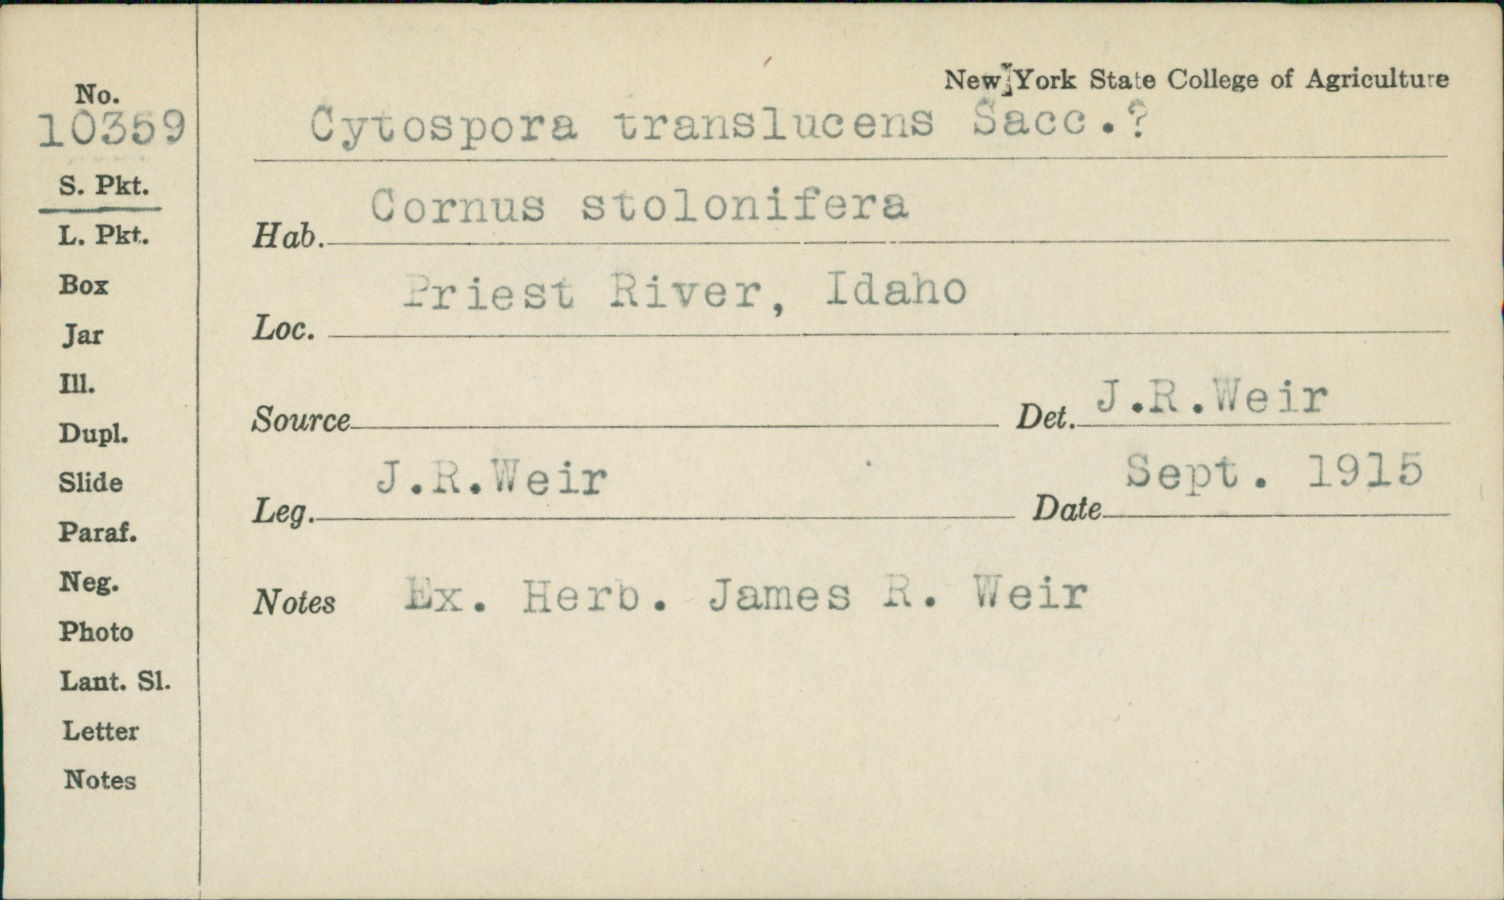 New York State College of Agriculture
No.
10359
Cytospora translucens Sacc.?
S. Pkt.
L. Pkt.
Box
Jar
Ill.
Dupl.
Slide
Paraf.
Neg.
Photo
Lant. Sl.
Letter
Notes
Hab. Cornus stolonifera
Loc. Priest River, Idaho
Source
Det. J.R.Weir
Leg. J.R.Weir
Date Sept. 1915
Notes Ex. Herb. James R. Weir